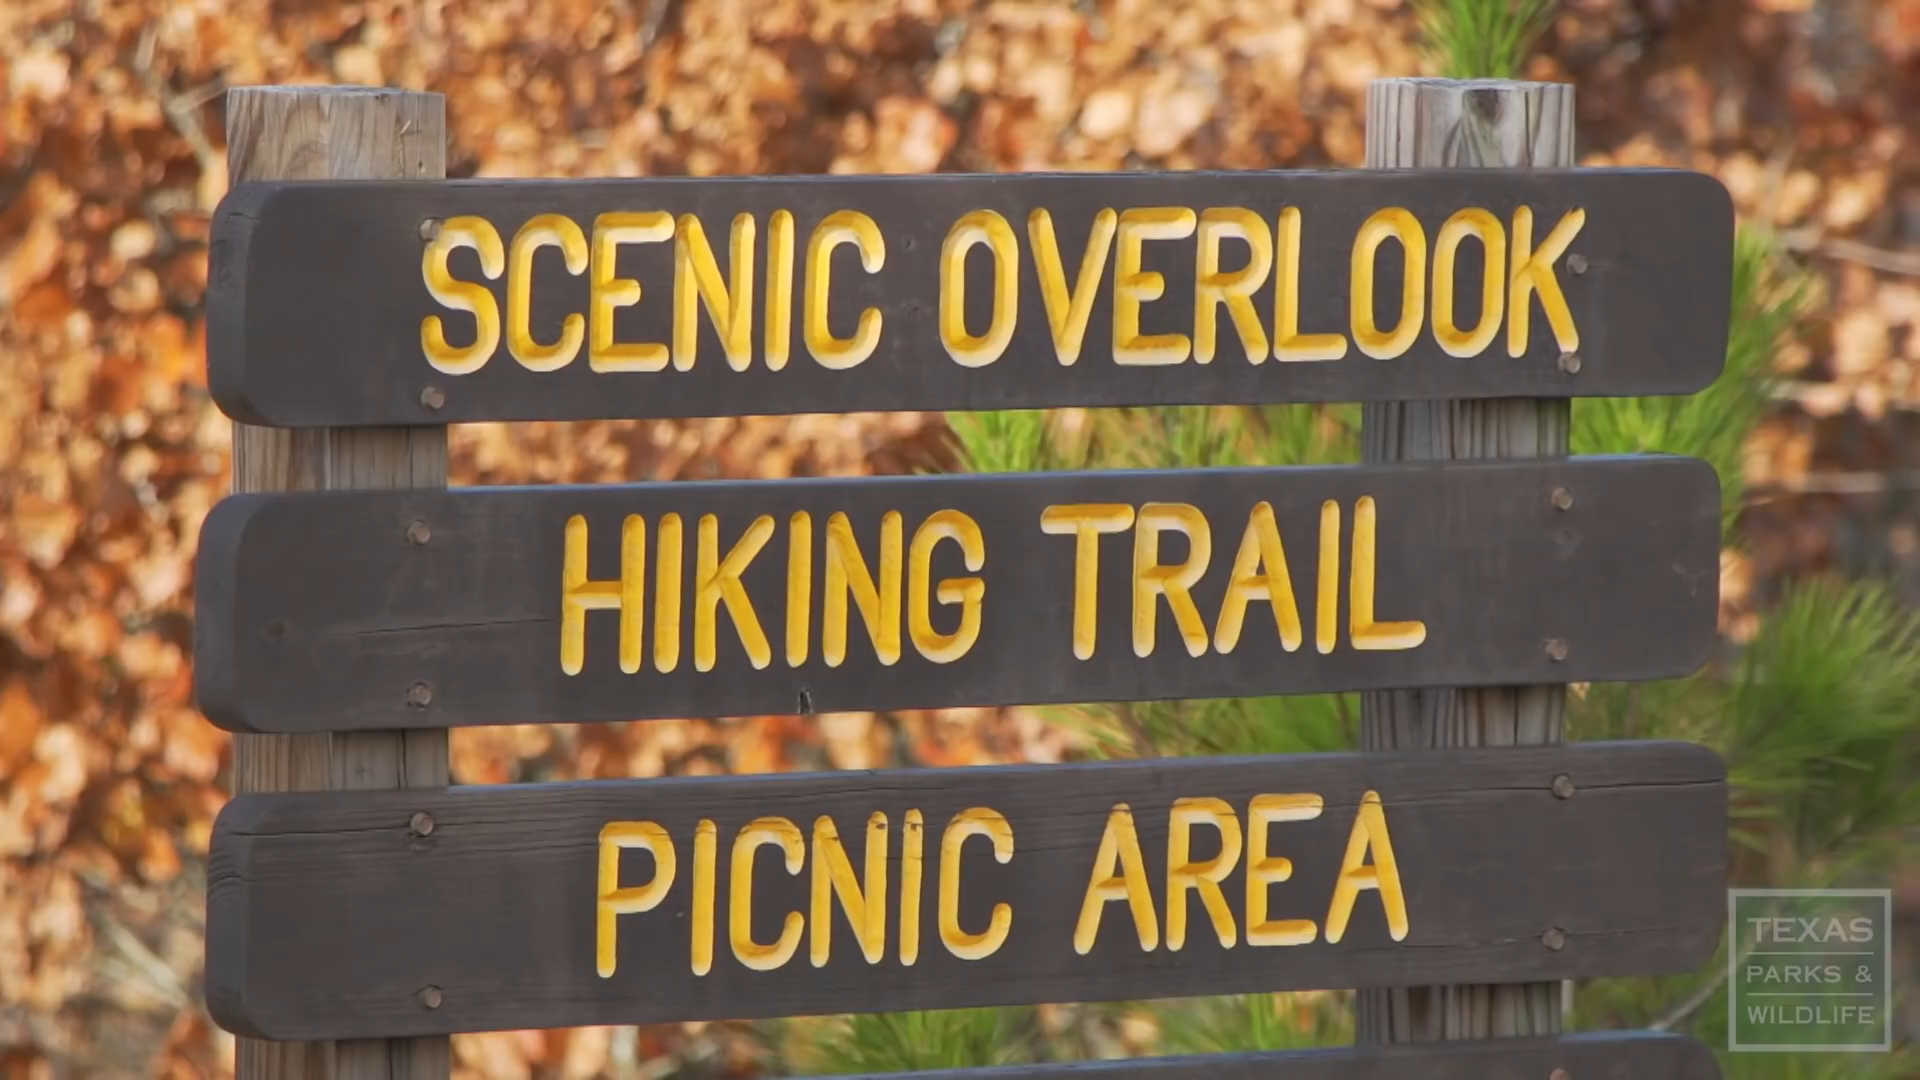 SCENIC OVERLOOK
HIKING TRAIL
PICNIC AREA
TEXAS
PARKS &
WILDLIFE